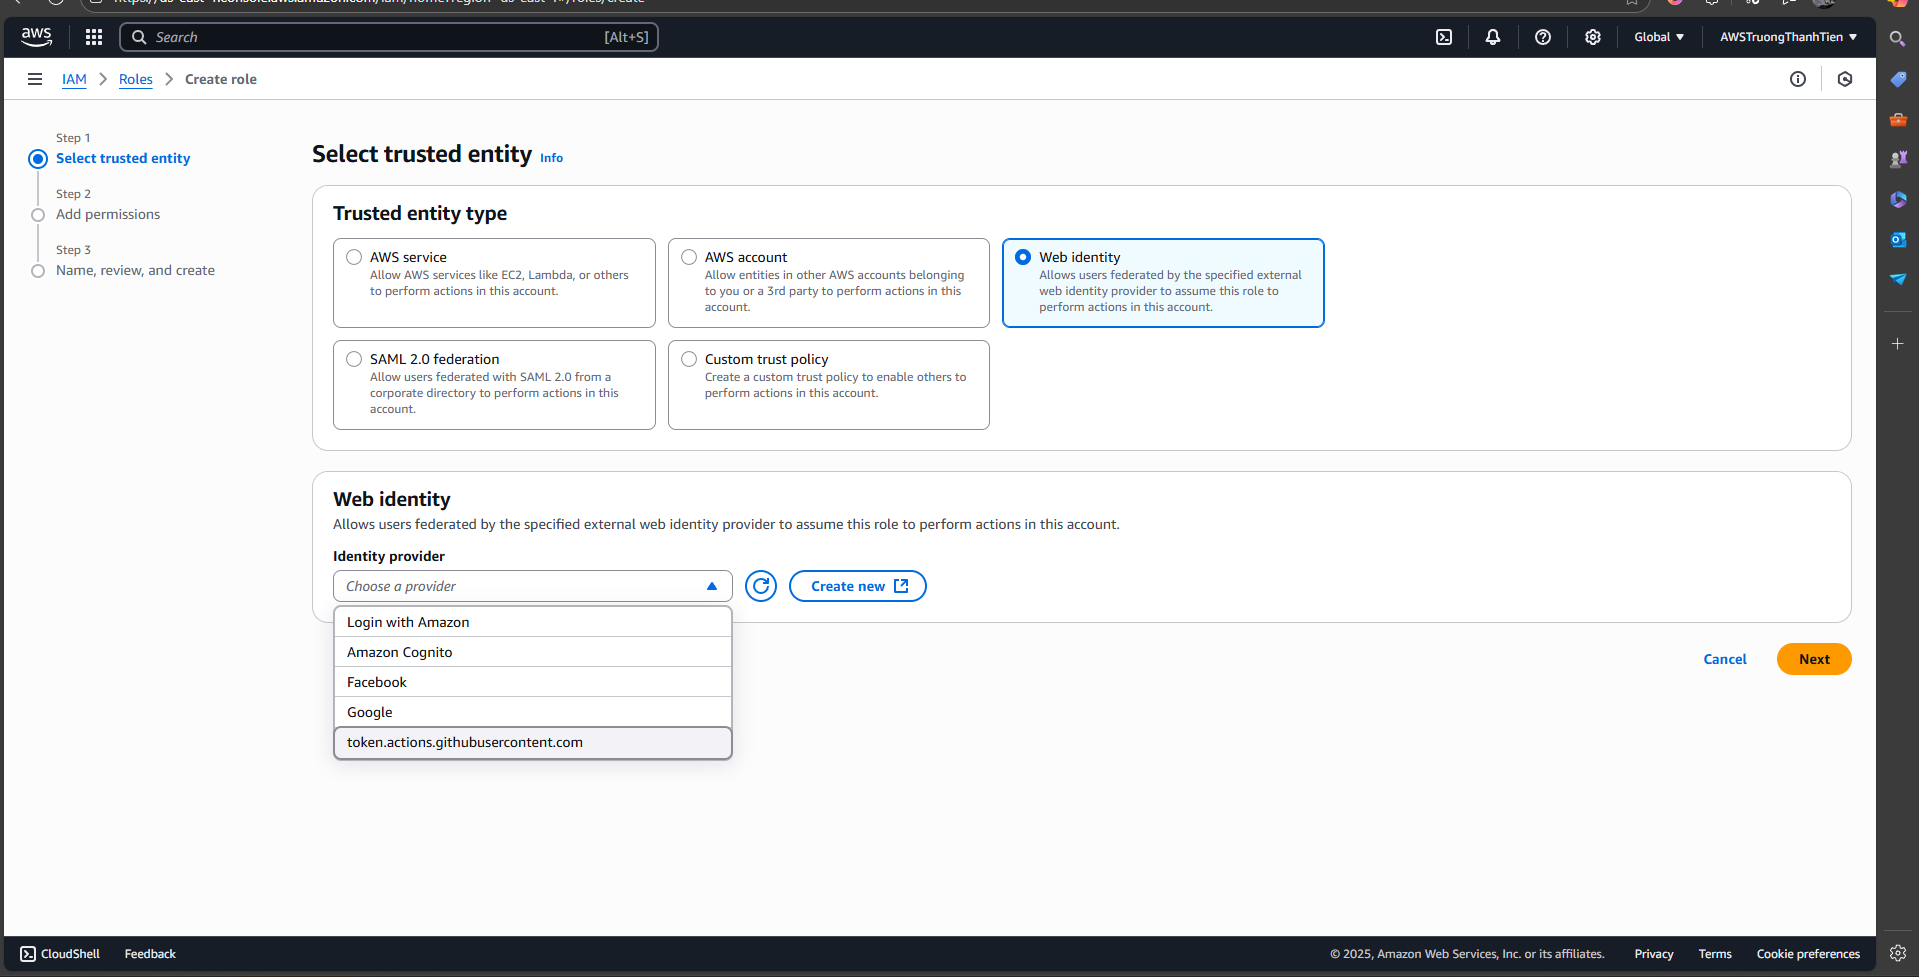 aws
Search
[Alt+S]
Global
AWSTruongThanhTien
IAM
Roles
Create role
Step 1
Select trusted entity
Step 2
Add permissions
Step 3
Name, review, and create
Select trusted entity Info
Trusted entity type
AWS service
Allow AWS services like EC2, Lambda, or others
to perform actions in this account.
AWS account
Allow entities in other AWS accounts belonging
to you or a 3rd party to perform actions in this
account.
Web identity
Allows users federated by the specified external
web identity provider to assume this role to
perform actions in this account.
SAML 2.0 federation
Allow users federated with SAML 2.0 from a
corporate directory to perform actions in this
account.
Custom trust policy
Create a custom trust policy to enable others to
perform actions in this account.
Web identity
Allows users federated by the specified external web identity provider to assume this role to perform actions in this account.
Identity provider
Choose a provider
Create new
Login with Amazon
Amazon Cognito
Facebook
Google
token.actions.githubusercontent.com
Cancel
Next
CloudShell
Feedback
© 2025, Amazon Web Services, Inc. or its affiliates.
Privacy
Terms
Cookie preferences